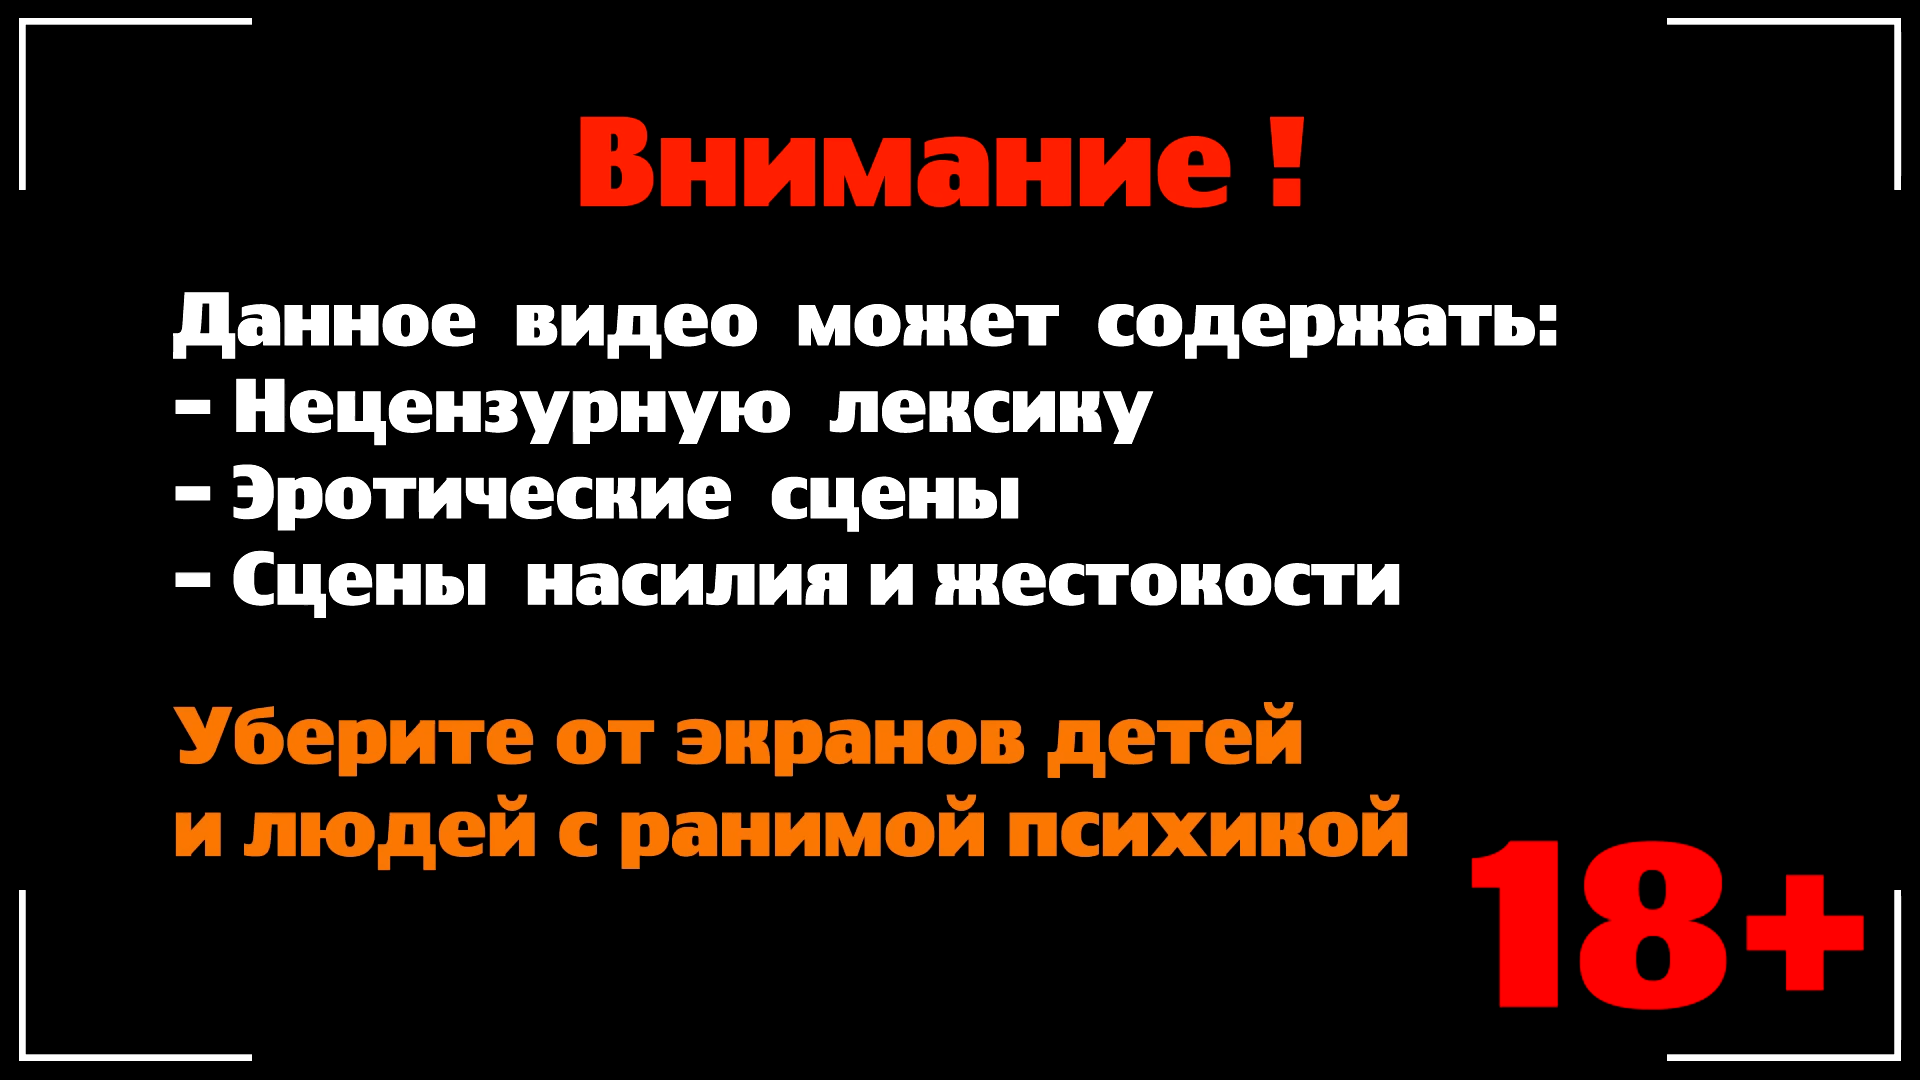 Внимание !
Данное видео может содержать:
- Нецензурную лексику
- Эротические сцены
- Сцены насилия и жестокости
Уберите от экранов детей
и людей с ранимой психикой
18+